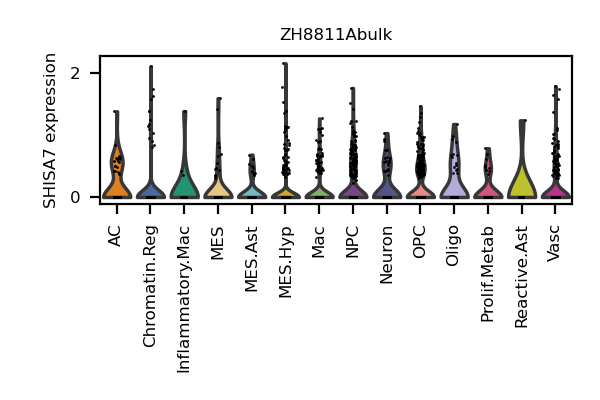 ZH8811Abulk
SHISA7 expression
2
0
AC
Chromatin.Reg
Inflammatory.Mac
MES
MES.Ast
MES.Hyp
Mac
NPC
Neuron
OPC
Oligo
Prolif.Metab
Reactive.Ast
Vasc